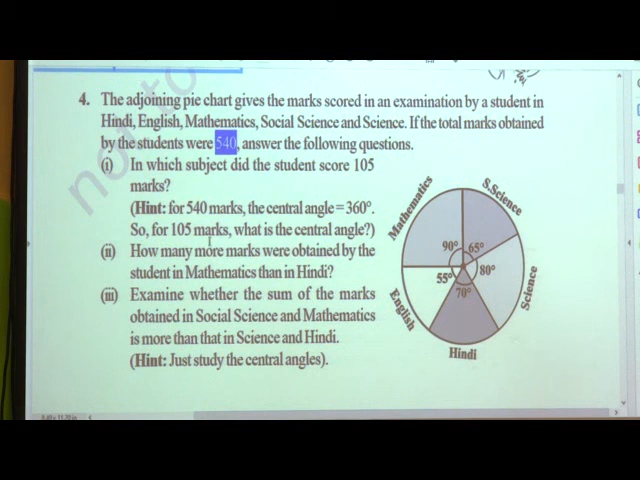 4. The adjoining pie chart gives the marks scored in an examination by a student in
Hindi, English, Mathematics, Social Science and Science. If the total marks obtained
by the students were 540, answer the following questions.
(i) In which subject did the student score 105
marks?
(Hint: for 540 marks, the central angle = 360°.
So, for 105 marks, what is the central angle?)
(ii) How many more marks were obtained by the
student in Mathematics than in Hindi?
(iii) Examine whether the sum of the marks
obtained in Social Science and Mathematics
is more than that in Science and Hindi.
(Hint: Just study the central angles).
Mathematics
S.Science
90°
65°
80°
55°
70°
Science
English
Hindi
not to